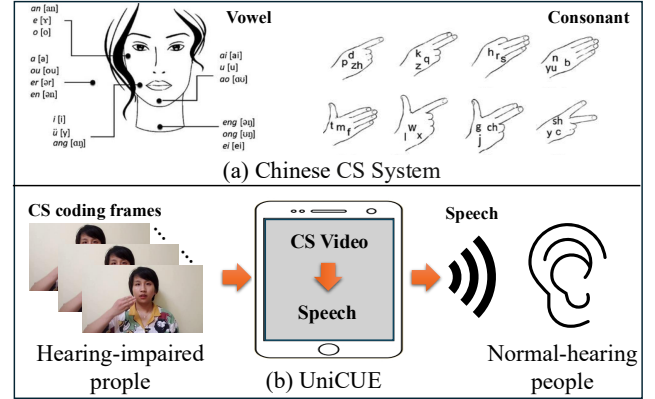 Vowel
Consonant
an [an]
e [ɤ]
o [o]
a [a]
ou [ou]
er [ər]
en [ən]
i [i]
ü [y]
ang [ɑŋ]
ai [ai]
u [u]
ao [ɑu]
eng [əŋ]
ong [uŋ]
ei [ei]
p d zh
k q z
h r s
n yu b
t m f
w l x
g ch j
sh y c
(a) Chinese CS System
CS coding frames
Speech
CS Video
Speech
Hearing-impaired
prople
(b) UniCUE
Normal-hearing
people